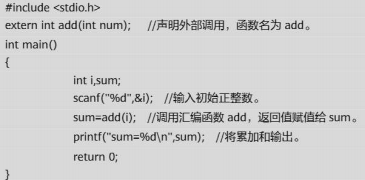 #include <stdio.h>
extern int add(int num);    //声明外部调用，函数名为 add。
int main()
{
int i,sum;
scanf("%d",&i);   //输入初始正整数。
sum=add(i);   //调用汇编函数 add，返回值赋值给 sum。
printf("sum=%d\n",sum);   //将累加和输出。
return 0;
}